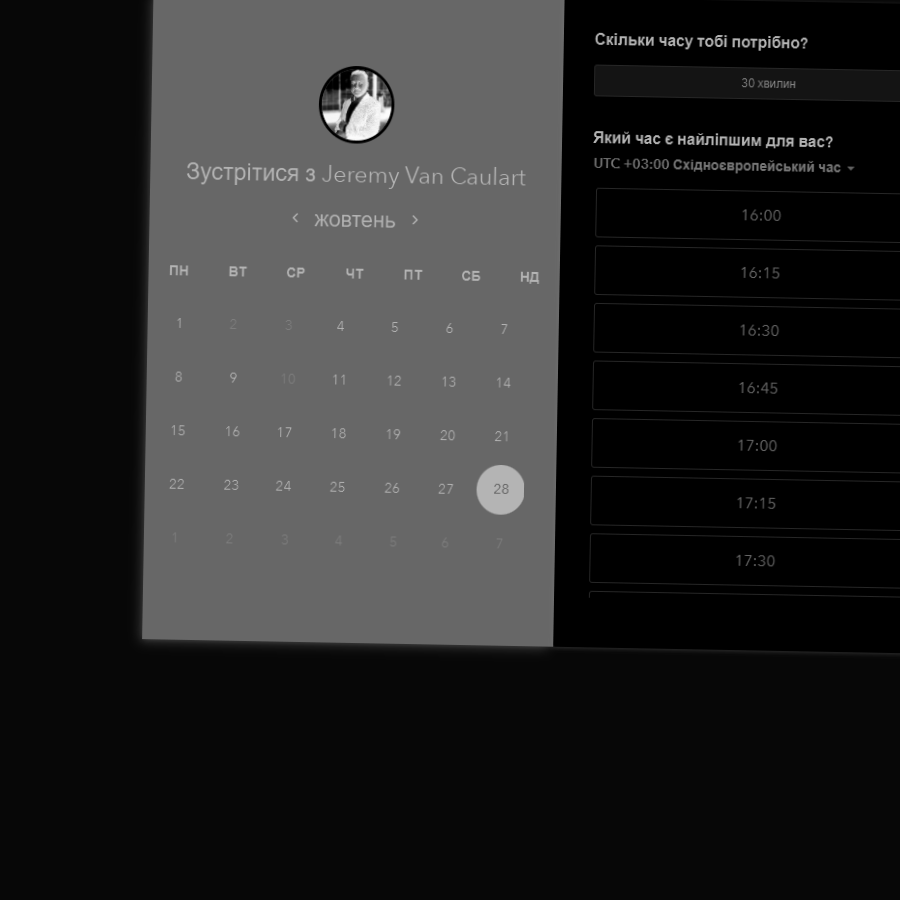 Зустрітися з Jeremy Van Caulart
жовтень
ПН ВТ СР ЧТ ПТ СБ НД
1 2 3 4 5 6 7
8 9 10 11 12 13 14
15 16 17 18 19 20 21
22 23 24 25 26 27 28
1 2 3 4 5 6 7
Скільки часу тобі потрібно?
30 хвилин
Який час є найліпшим для вас?
UTC +03:00 Східноєвропейський час
16:00
16:15
16:30
16:45
17:00
17:15
17:30